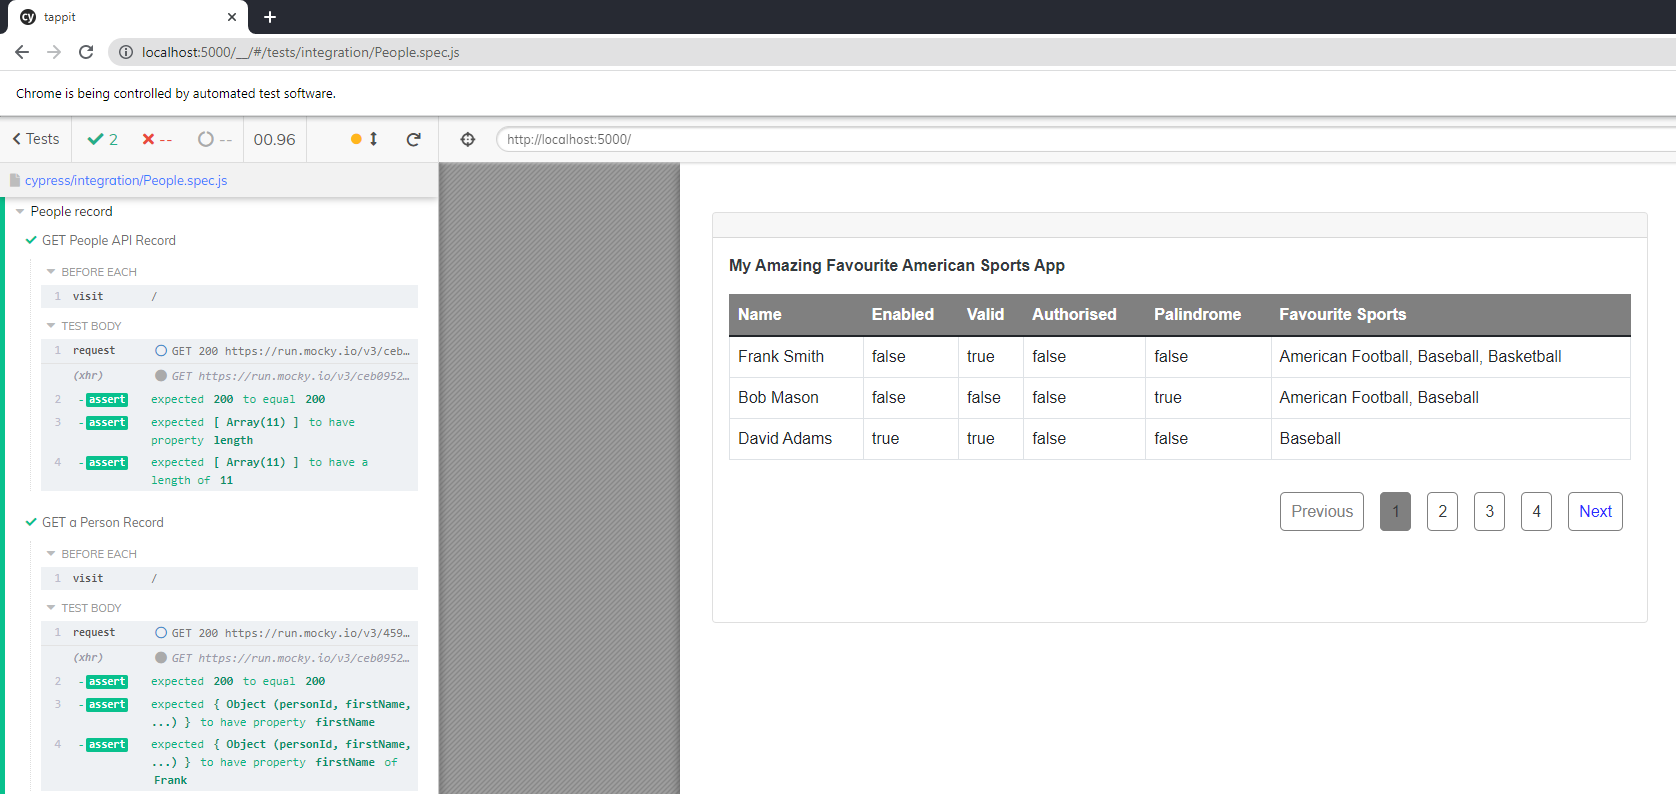 tappit
localhost:5000/__/#/tests/integration/People.spec.js
Chrome is being controlled by automated test software.
Tests 2 -- -- 00.96 http://localhost:5000/
cypress/integration/People.spec.js
People record
GET People API Record
BEFORE EACH
1 visit /
TEST BODY
1 request GET 200 https://run.mocky.io/v3/ceb…
(xhr) GET https://run.mocky.io/v3/ceb0952…
2 -assert expected 200 to equal 200
3 -assert expected [ Array(11) ] to have
property length
4 -assert expected [ Array(11) ] to have a
length of 11
GET a Person Record
BEFORE EACH
1 visit /
TEST BODY
1 request GET 200 https://run.mocky.io/v3/459…
(xhr) GET https://run.mocky.io/v3/ceb0952…
2 -assert expected 200 to equal 200
3 -assert expected { Object (personId, firstName,
...) } to have property firstName
4 -assert expected { Object (personId, firstName,
...) } to have property firstName of
Frank
My Amazing Favourite American Sports App
Name Enabled Valid Authorised Palindrome Favourite Sports
Frank Smith false true false false American Football, Baseball, Basketball
Bob Mason false false false true American Football, Baseball
David Adams true true false false Baseball
Previous 1 2 3 4 Next